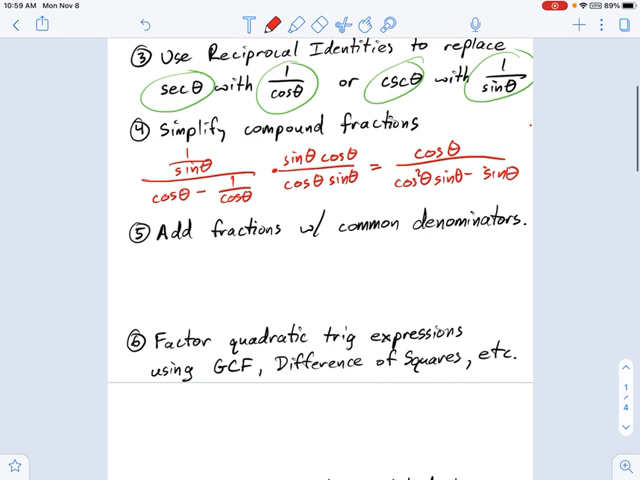 10:59 AM Mon Nov 8
89%
③ Use Reciprocal Identities to replace
secθ with 1/cosθ or cscθ with 1/sinθ
④ Simplify compound fractions
(1/sinθ)/(cosθ - 1/cosθ) · (sinθ cosθ)/(cosθ sinθ) = cosθ/(cos²θ sinθ - sinθ)
⑤ Add fractions w/ common denominators.
⑥ Factor quadratic trig expressions
using GCF, Difference of Squares, etc.
1
/
4